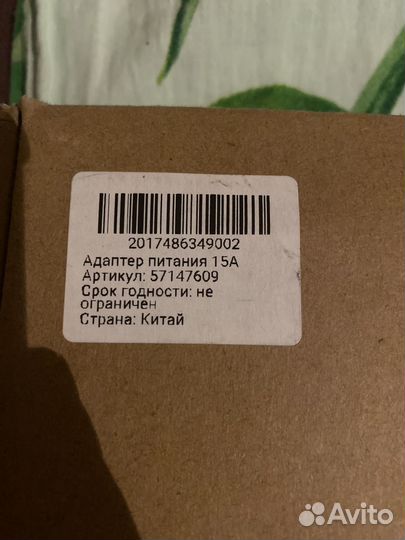 2017486349002
Адаптер питания 15А
Артикул: 57147609
Срок годности: не
ограничен
Страна: Китай
Avito